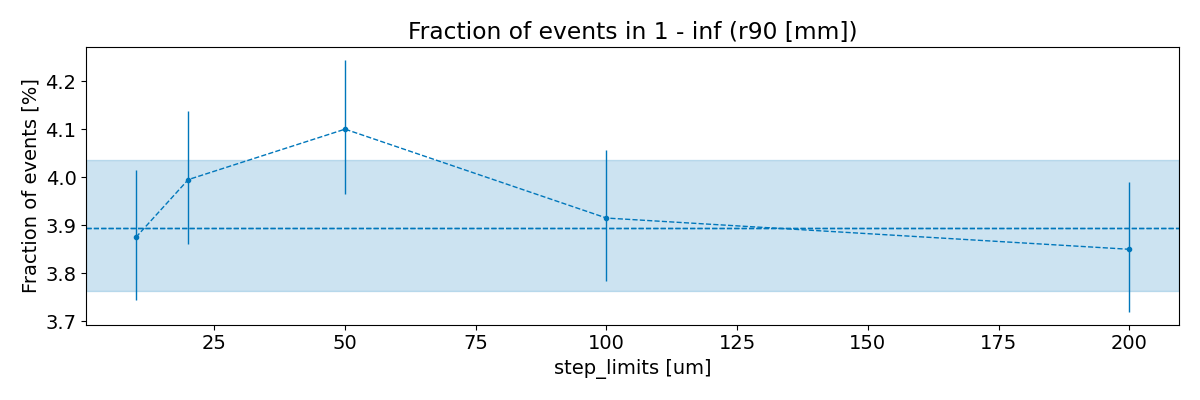 Fraction of events in 1 - inf (r90 [mm])
Fraction of events [%]
4.2
4.1
4.0
3.9
3.8
3.7
25 50 75 100 125 150 175 200
step_limits [um]